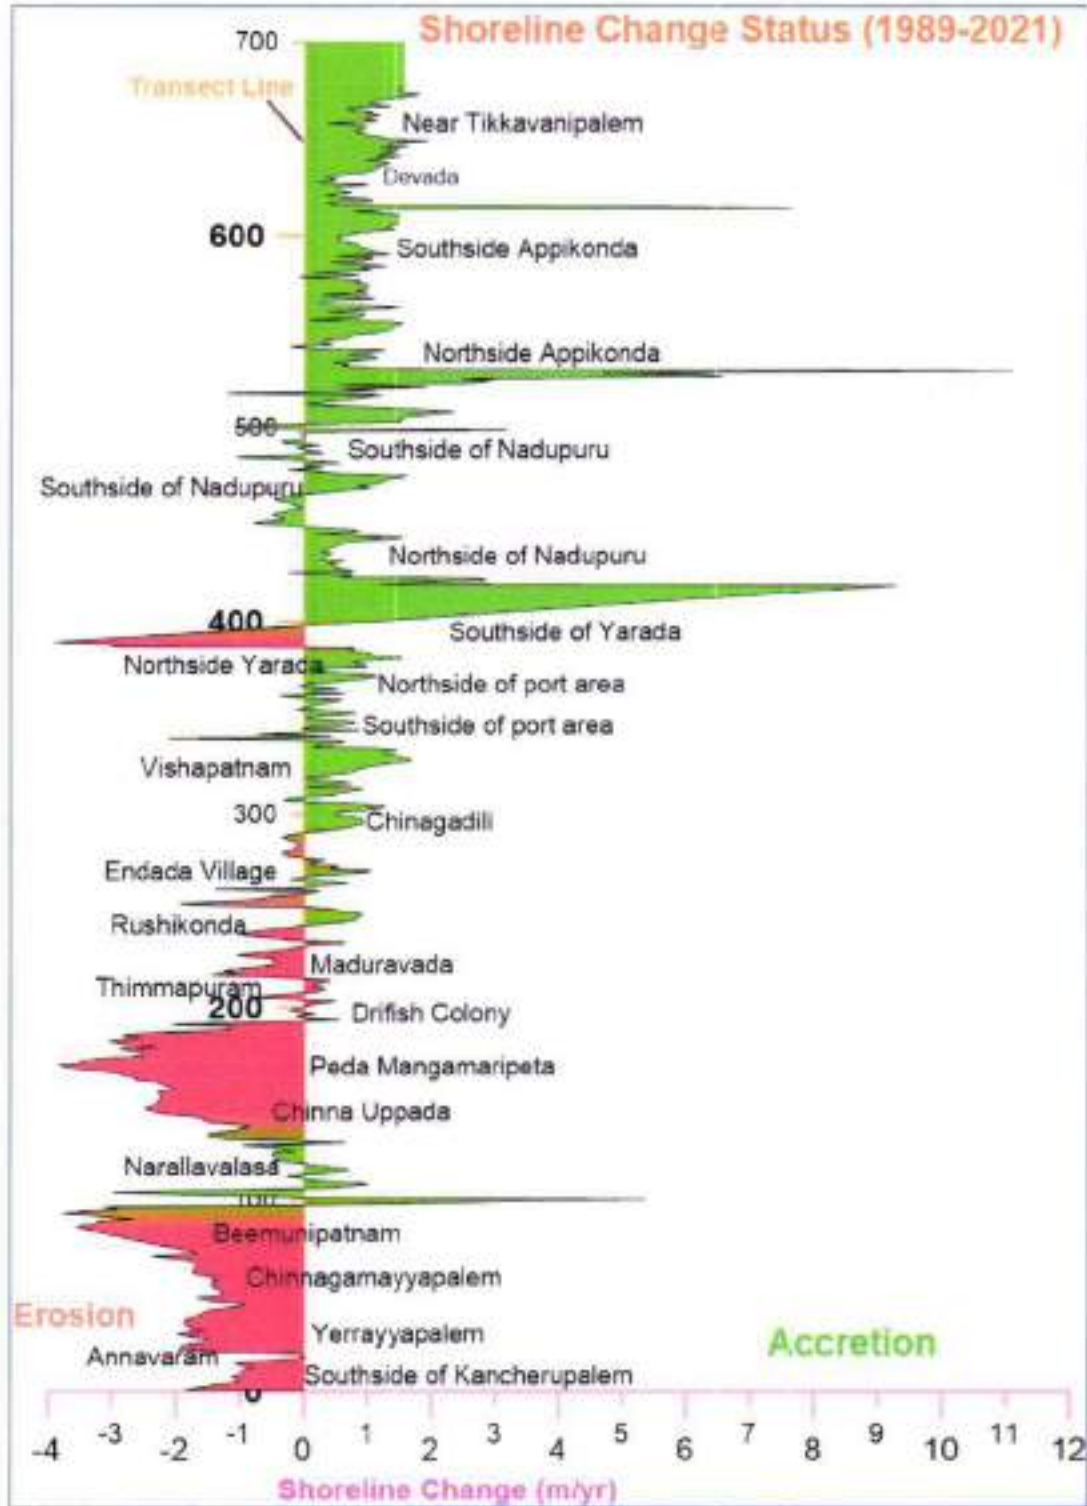 Shoreline Change Status (1989-2021)
700
Transect Line
Near Tikkavanipalem
Devada
600
Southside Appikonda
Northside Appikonda
500
Southside of Nadupuru
Southside of Nadupuru
Northside of Nadupuru
400
Southside of Yarada
Northside Yarada
Northside of port area
Southside of port area
Vishapatnam
300
Chinagadili
Endada Village
Rushikonda
Maduravada
Thimmapuram
200
Drifish Colony
Peda Mangamaripeta
Chinna Uppada
Narallavalasa
100
Beemunipatnam
Chinnagamayyapalem
Erosion
Yerrayyapalem
Accretion
Annavaram
Southside of Kancherupalem
0
-4 -3 -2 -1 0 1 2 3 4 5 6 7 8 9 10 11 12
Shoreline Change (m/yr)